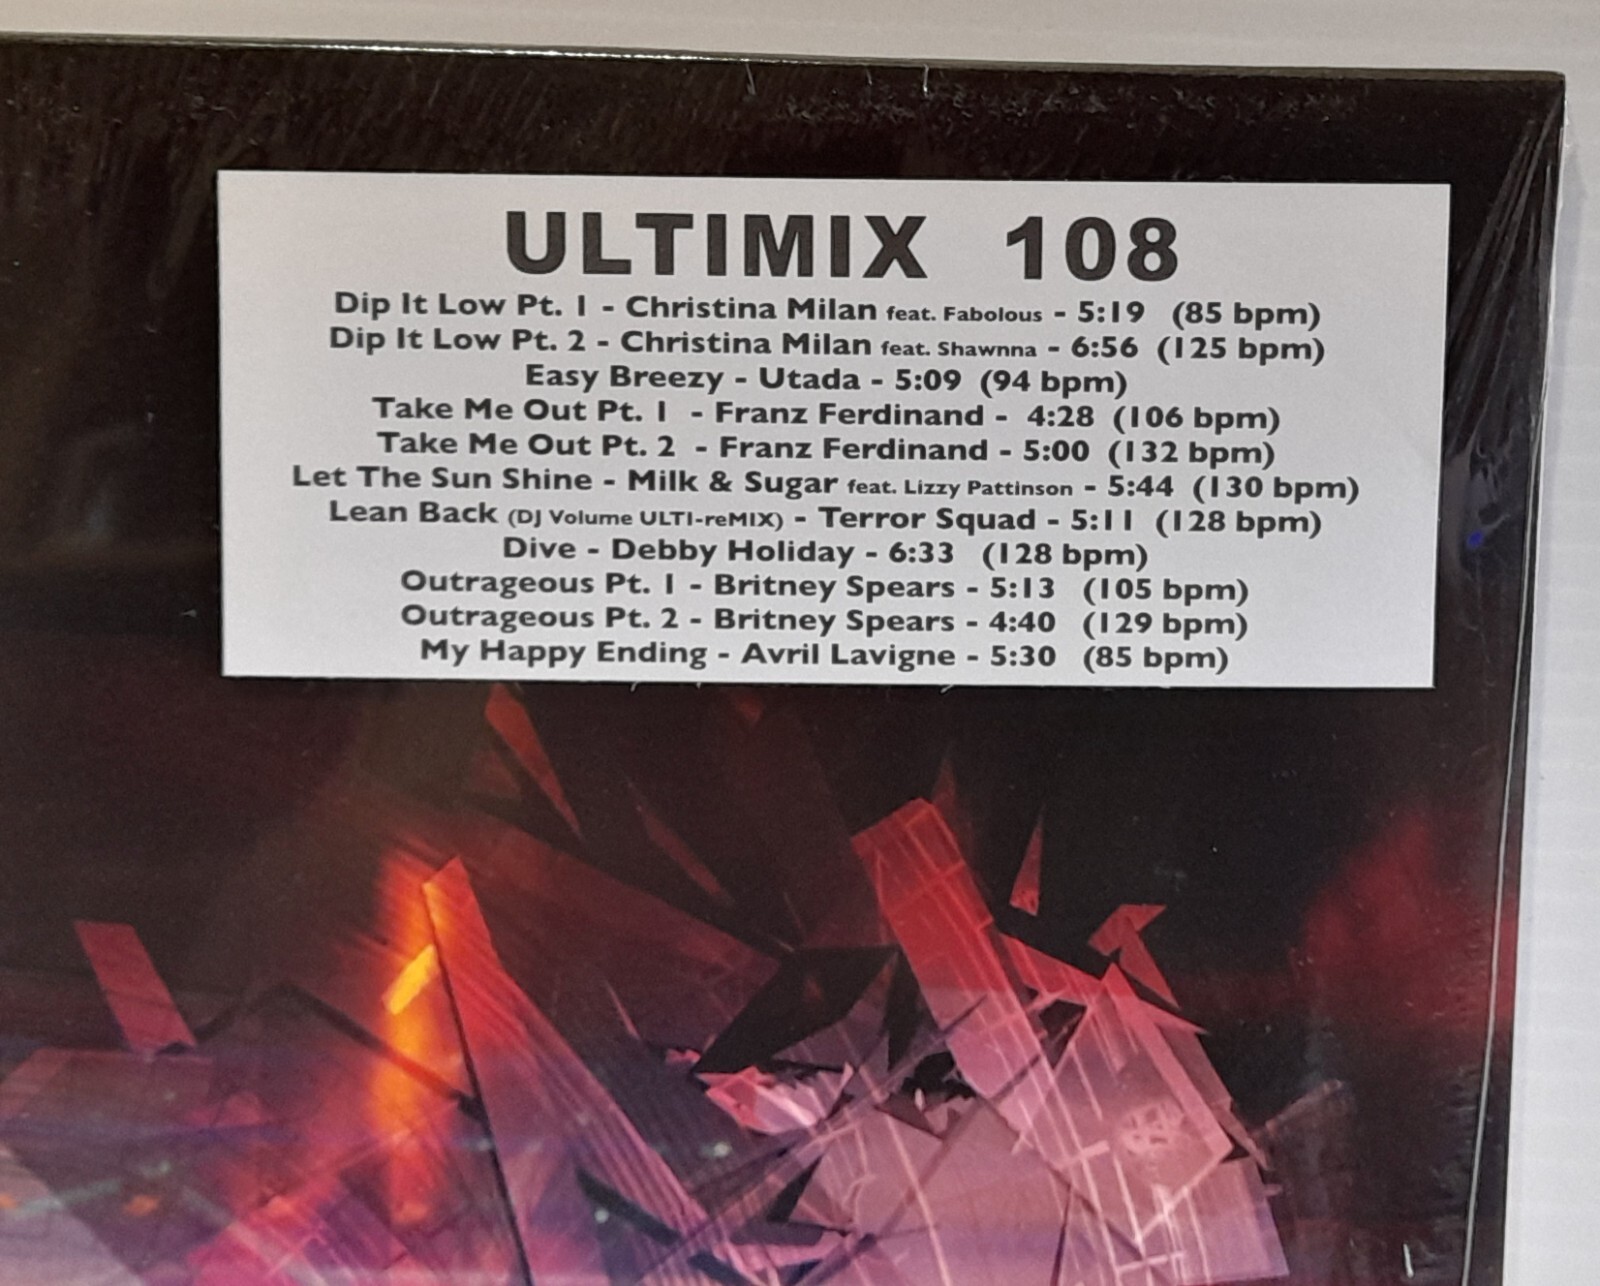 ULTIMIX 108
Dip It Low Pt. 1 - Christina Milan feat. Fabolous - 5:19 (85 bpm)
Dip It Low Pt. 2 - Christina Milan feat. Shawnna - 6:56 (125 bpm)
Easy Breezy - Utada - 5:09 (94 bpm)
Take Me Out Pt. 1 - Franz Ferdinand - 4:28 (106 bpm)
Take Me Out Pt. 2 - Franz Ferdinand - 5:00 (132 bpm)
Let The Sun Shine - Milk & Sugar feat. Lizzy Pattinson - 5:44 (130 bpm)
Lean Back (DJ Volume ULTI-reMIX) - Terror Squad - 5:11 (128 bpm)
Dive - Debby Holiday - 6:33 (128 bpm)
Outrageous Pt. 1 - Britney Spears - 5:13 (105 bpm)
Outrageous Pt. 2 - Britney Spears - 4:40 (129 bpm)
My Happy Ending - Avril Lavigne - 5:30 (85 bpm)